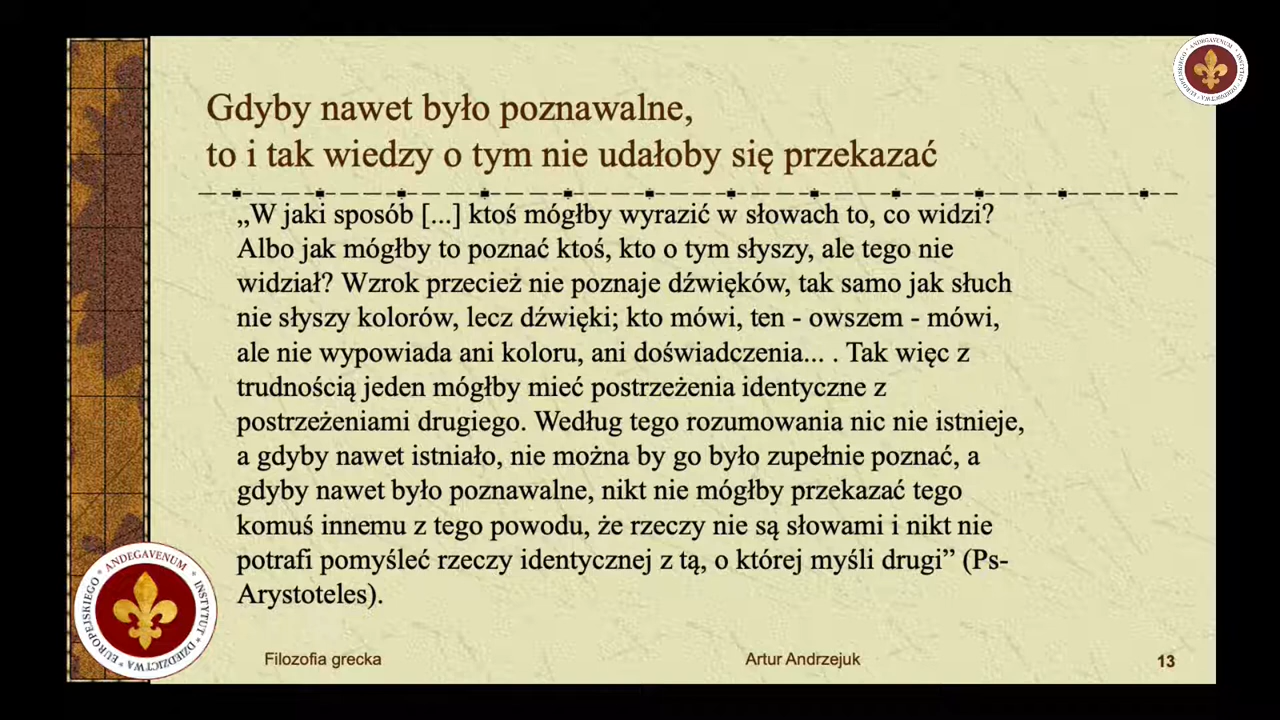 Gdyby nawet było poznawalne,
to i tak wiedzy o tym nie udałoby się przekazać
„W jaki sposób [...] ktoś mógłby wyrazić w słowach to, co widzi?
Albo jak mógłby to poznać ktoś, kto o tym słyszy, ale tego nie
widział? Wzrok przecież nie poznaje dźwięków, tak samo jak słuch
nie słyszy kolorów, lecz dźwięki; kto mówi, ten - owszem - mówi,
ale nie wypowiada ani koloru, ani doświadczenia... . Tak więc z
trudnością jeden mógłby mieć postrzeżenia identyczne z
postrzeżeniami drugiego. Według tego rozumowania nic nie istnieje,
a gdyby nawet istniało, nie można by go było zupełnie poznać, a
gdyby nawet było poznawalne, nikt nie mógłby przekazać tego
komuś innemu z tego powodu, że rzeczy nie są słowami i nikt nie
potrafi pomyśleć rzeczy identycznej z tą, o której myśli drugi” (Ps-
Arystoteles).
Filozofia grecka
Artur Andrzejuk
13
ANDEGAVENUM * INSTYTUT * DZIEDZICTWA * EUROPEJSKIEGO *
ANDEGAVENUM * INSTYTUT * DZIEDZICTWA * EUROPEJSKIEGO *